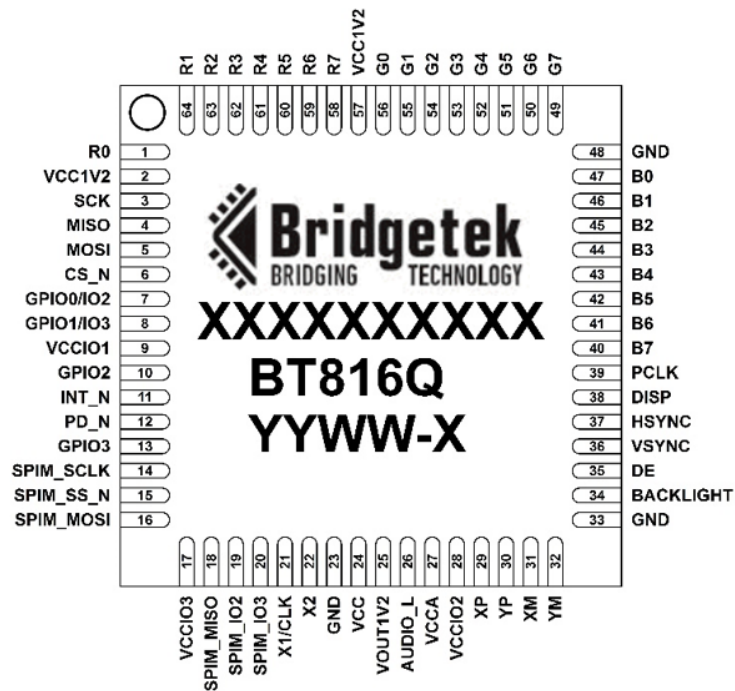 R1 R2 R3 R4 R5 R6 R7 VCC1V2 G0 G1 G2 G3 G4 G5 G6 G7
64 63 62 61 60 59 58 57 56 55 54 53 52 51 50 49
R0 1 48 GND
VCC1V2 2 47 B0
SCK 3 46 B1
MISO 4 45 B2
MOSI 5 44 B3
CS_N 6 43 B4
GPIO0/IO2 7 42 B5
GPIO1/IO3 8 41 B6
VCCIO1 9 40 B7
GPIO2 10 39 PCLK
INT_N 11 38 DISP
PD_N 12 37 HSYNC
GPIO3 13 36 VSYNC
SPIM_SCLK 14 35 DE
SPIM_SS_N 15 34 BACKLIGHT
SPIM_MOSI 16 33 GND
Bridgetek
BRIDGING TECHNOLOGY
XXXXXXXXXX
BT816Q
YYWW-X
17 18 19 20 21 22 23 24 25 26 27 28 29 30 31 32
VCCIO3 SPIM_MISO SPIM_IO2 SPIM_IO3 X1/CLK X2 GND VCC VOUT1V2 AUDIO_L VCCA VCCIO2 XP YP XM YM